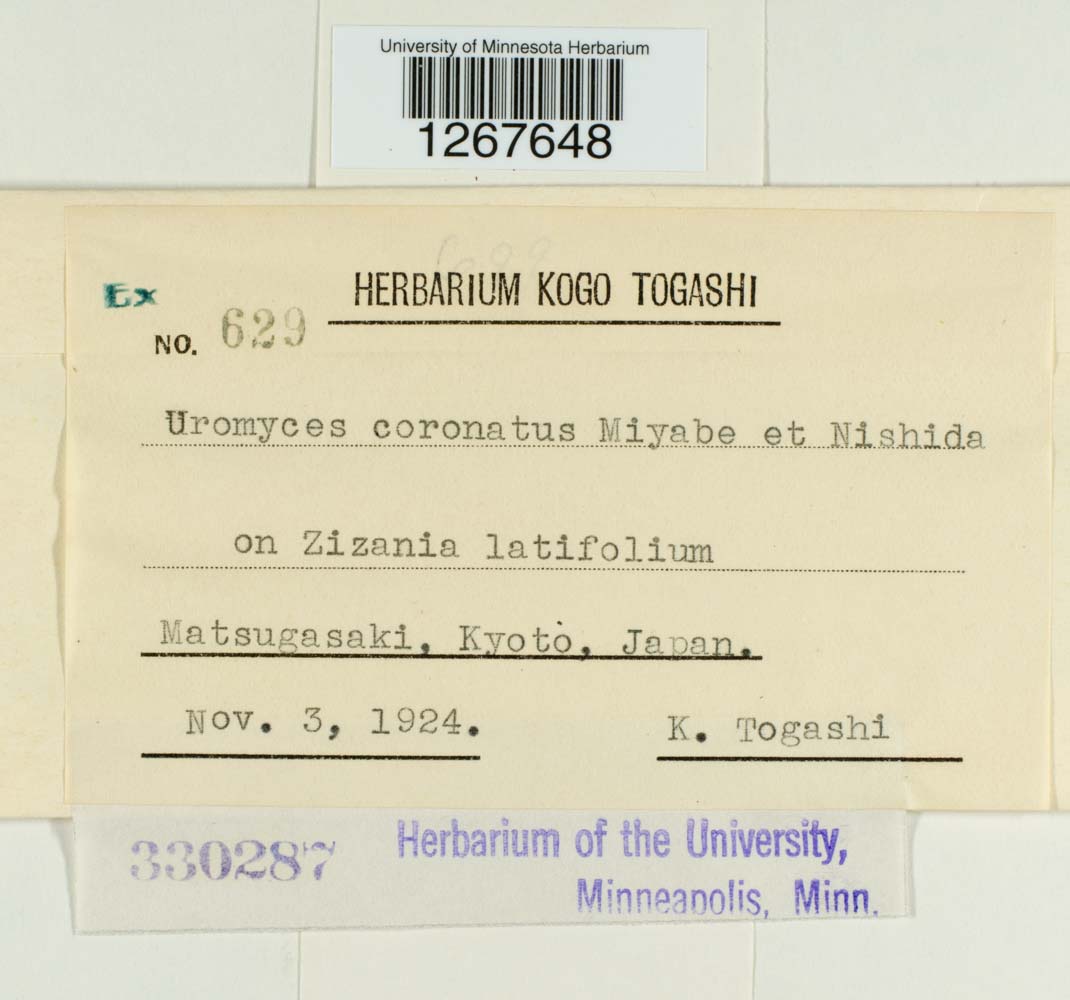 University of Minnesota Herbarium
1267648
Ex
HERBARIUM KOGO TOGASHI
NO. 629
Uromyces coronatus Miyabe et Nishida
on Zizania latifolium
Matsugasaki, Kyoto, Japan.
Nov. 3, 1924.
K. Togashi
330287
Herbarium of the University,
Minneapolis, Minn.